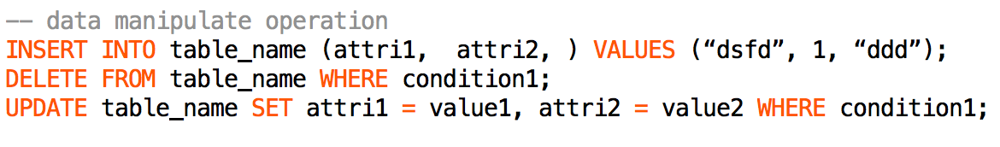 -- data manipulate operation
INSERT INTO table_name (attri1,  attri2, ) VALUES (“dsfd”, 1, “ddd”);
DELETE FROM table_name WHERE condition1;
UPDATE table_name SET attri1 = value1, attri2 = value2 WHERE condition1;